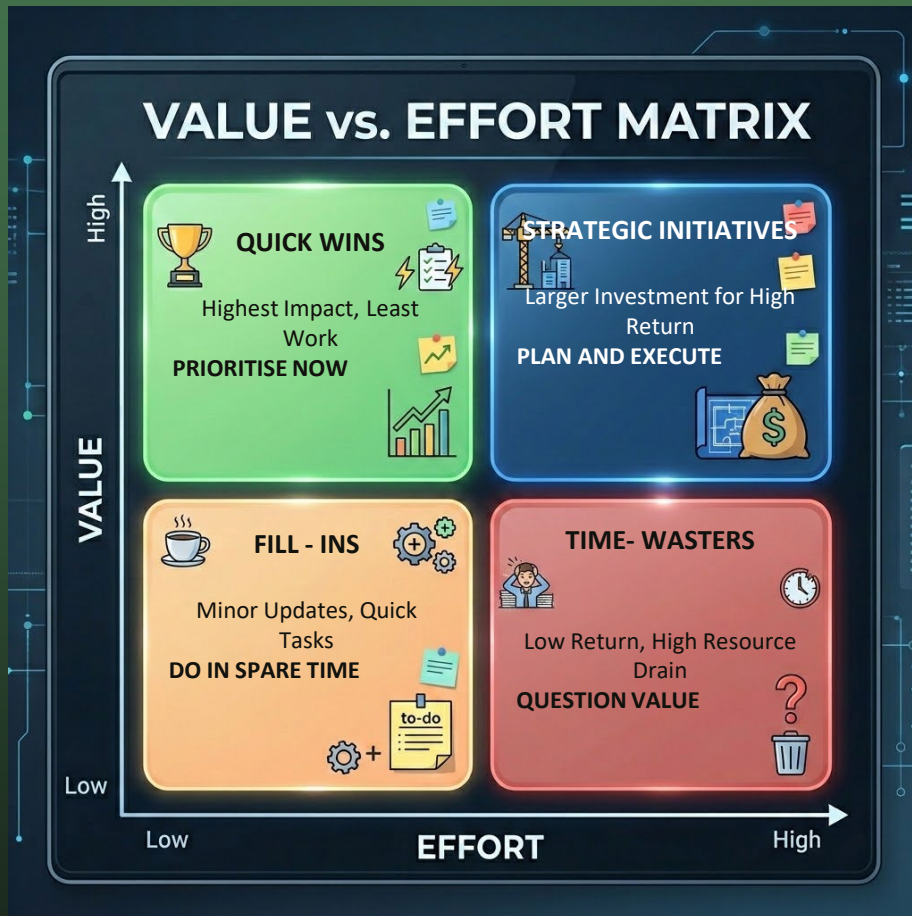 VALUE vs. EFFORT MATRIX
High
QUICK WINS
Highest Impact, Least
Work
PRIORITISE NOW
STRATEGIC INITIATIVES
Larger Investment for High
Return
PLAN AND EXECUTE
$
VALUE
FILL - INS
Minor Updates, Quick
Tasks
DO IN SPARE TIME
to-do
+
TIME- WASTERS
Low Return, High Resource
Drain
QUESTION VALUE
?
Low
Low
EFFORT
High